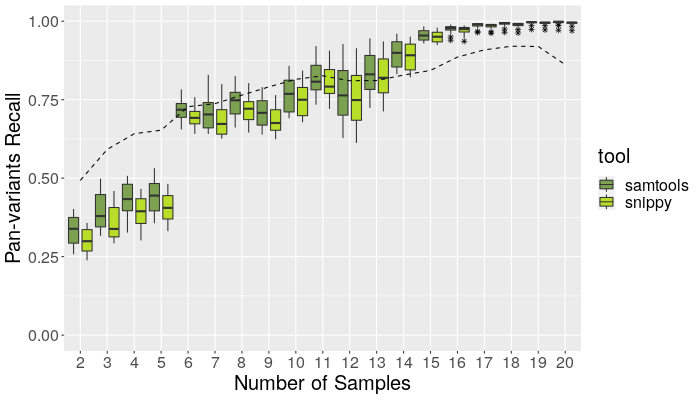 Pan-variants Recall
1.00
0.75
0.50
0.25
0.00
2 3 4 5 6 7 8 9 10 11 12 13 14 15 16 17 18 19 20
Number of Samples
tool
samtools
snippy